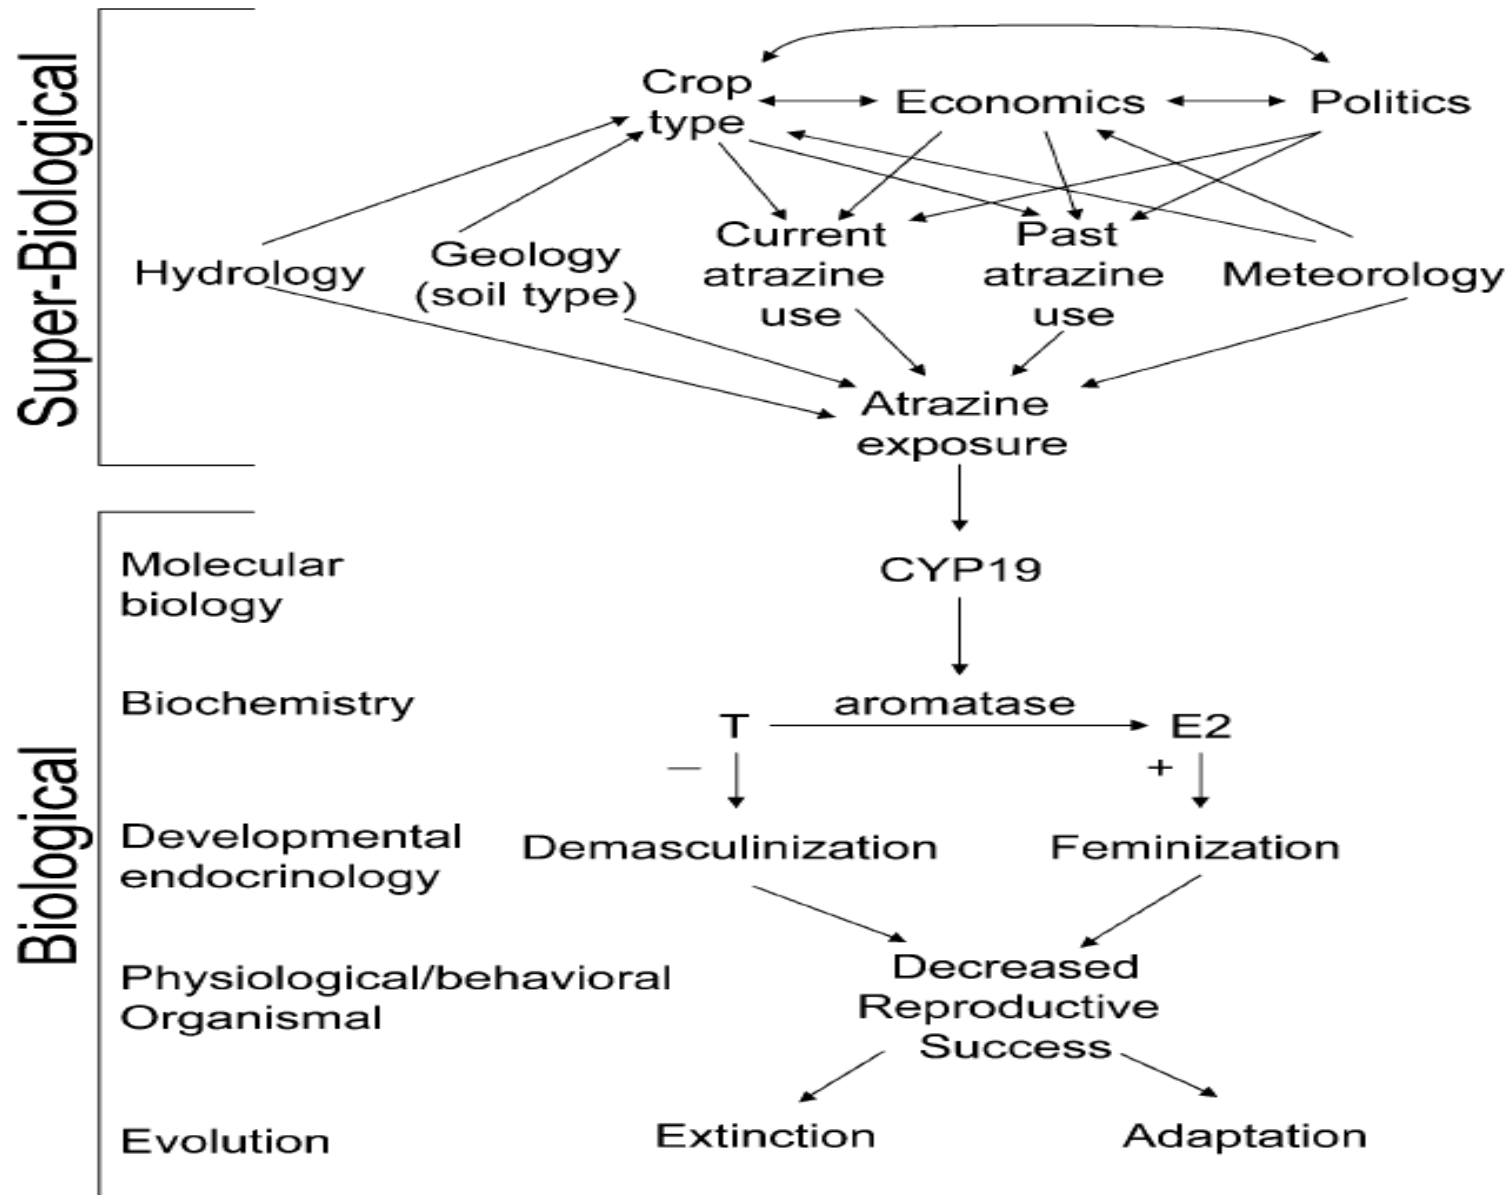 Super-Biological
Crop
type
Economics
Politics
Hydrology
Geology
(soil type)
Current
atrazine
use
Past
atrazine
use
Meteorology
Atrazine
exposure
Biological
Molecular
biology
CYP19
Biochemistry
T
aromatase
E2
—
+
Developmental
endocrinology
Demasculinization
Feminization
Physiological/behavioral
Organismal
Decreased
Reproductive
Success
Evolution
Extinction
Adaptation